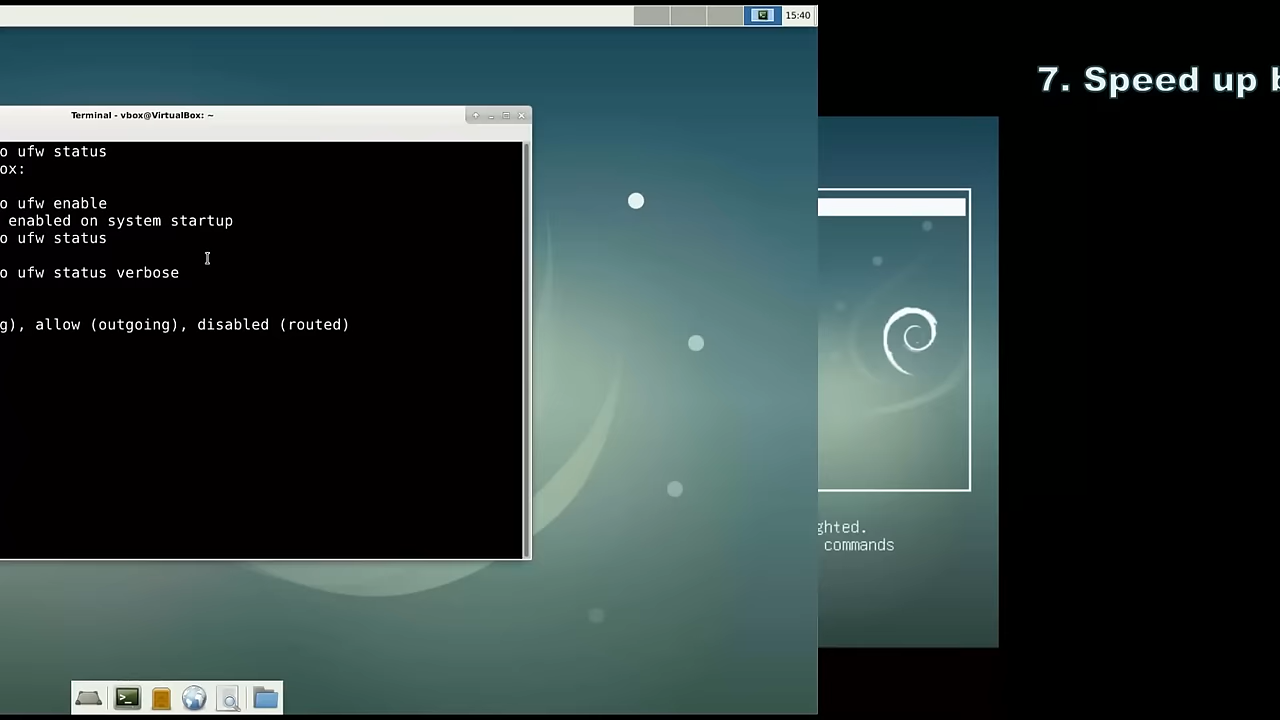 15:40
7. Speed up
Terminal - vbox@VirtualBox: ~
o ufw status
ox:
o ufw enable
enabled on system startup
o ufw status
o ufw status verbose
g), allow (outgoing), disabled (routed)
ghted.
commands